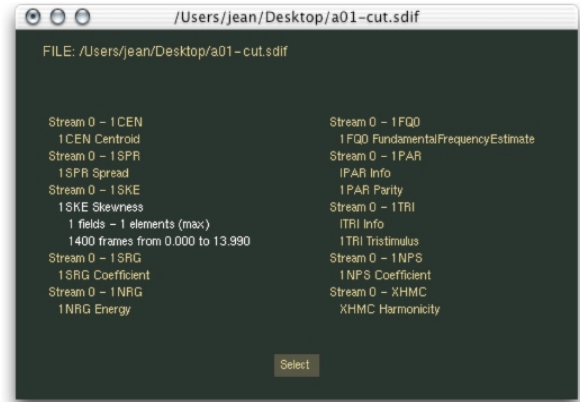 /Users/jean/Desktop/a01-cut.sdif
FILE: /Users/jean/Desktop/a01-cut.sdif
Stream 0 - 1CEN
1CEN Centroid
Stream 0 - 1SPR
1SPR Spread
Stream 0 - 1SKE
1SKE Skewness
1 fields - 1 elements (max)
1400 frames from 0.000 to 13.990
Stream 0 - 1SRG
1SRG Coefficient
Stream 0 - 1NRG
1NRG Energy
Stream 0 - 1FQ0
1FQ0 FundamentalFrequencyEstimate
Stream 0 - 1PAR
IPAR Info
1PAR Parity
Stream 0 - 1TRI
ITRI Info
1TRI Tristimulus
Stream 0 - 1NPS
1NPS Coefficient
Stream 0 - XHMC
XHMC Harmonicity
Select